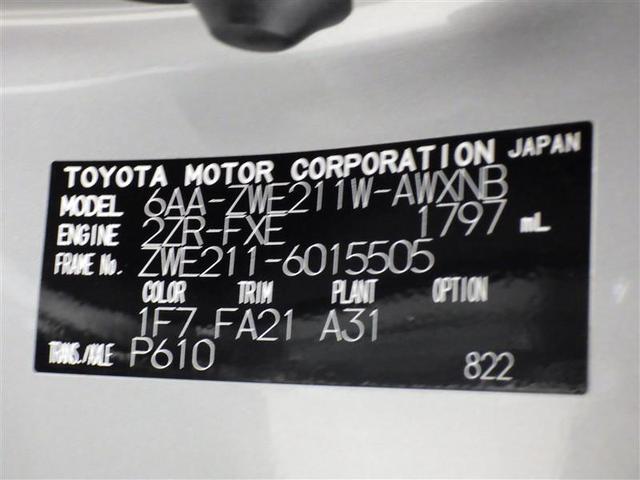 TOYOTA MOTOR CORPORATION JAPAN
MODEL 6AA-ZWE211W-AWXNB
ENGINE 2ZR-FXE 1797 mL
FRAME No. ZWE211-6015505
COLOR TRIM PLANT OPTION
1F7 FA21 A31
TRANS./AXLE P610 822